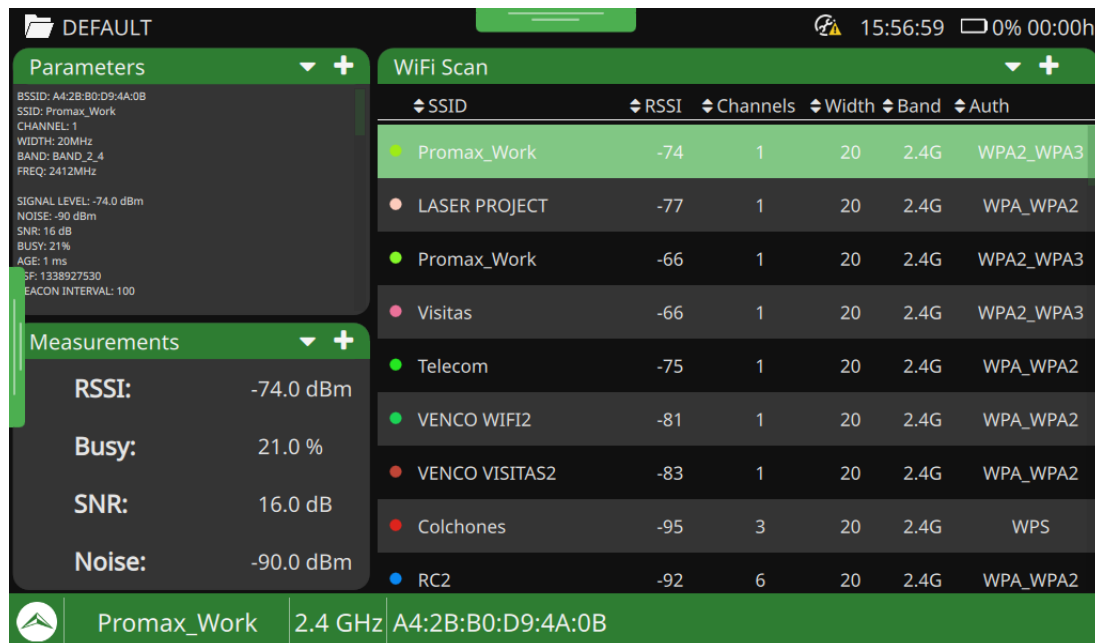 DEFAULT
15:56:59 0% 00:00h
Parameters
BSSID: A4:2B:B0:D9:4A:0B
SSID: Promax_Work
CHANNEL: 1
WIDTH: 20MHz
BAND: BAND_2_4
FREQ: 2412MHz
SIGNAL LEVEL: -74.0 dBm
NOISE: -90 dBm
SNR: 16 dB
BUSY: 21%
AGE: 1 ms
SF: 1338927530
EACON INTERVAL: 100
Measurements
RSSI: -74.0 dBm
Busy: 21.0 %
SNR: 16.0 dB
Noise: -90.0 dBm
WiFi Scan
SSID RSSI Channels Width Band Auth
Promax_Work -74 1 20 2.4G WPA2_WPA3
LASER PROJECT -77 1 20 2.4G WPA_WPA2
Promax_Work -66 1 20 2.4G WPA2_WPA3
Visitas -66 1 20 2.4G WPA2_WPA3
Telecom -75 1 20 2.4G WPA_WPA2
VENCO WIFI2 -81 1 20 2.4G WPA_WPA2
VENCO VISITAS2 -83 1 20 2.4G WPA_WPA2
Colchones -95 3 20 2.4G WPS
RC2 -92 6 20 2.4G WPA_WPA2
Promax_Work 2.4 GHz A4:2B:B0:D9:4A:0B